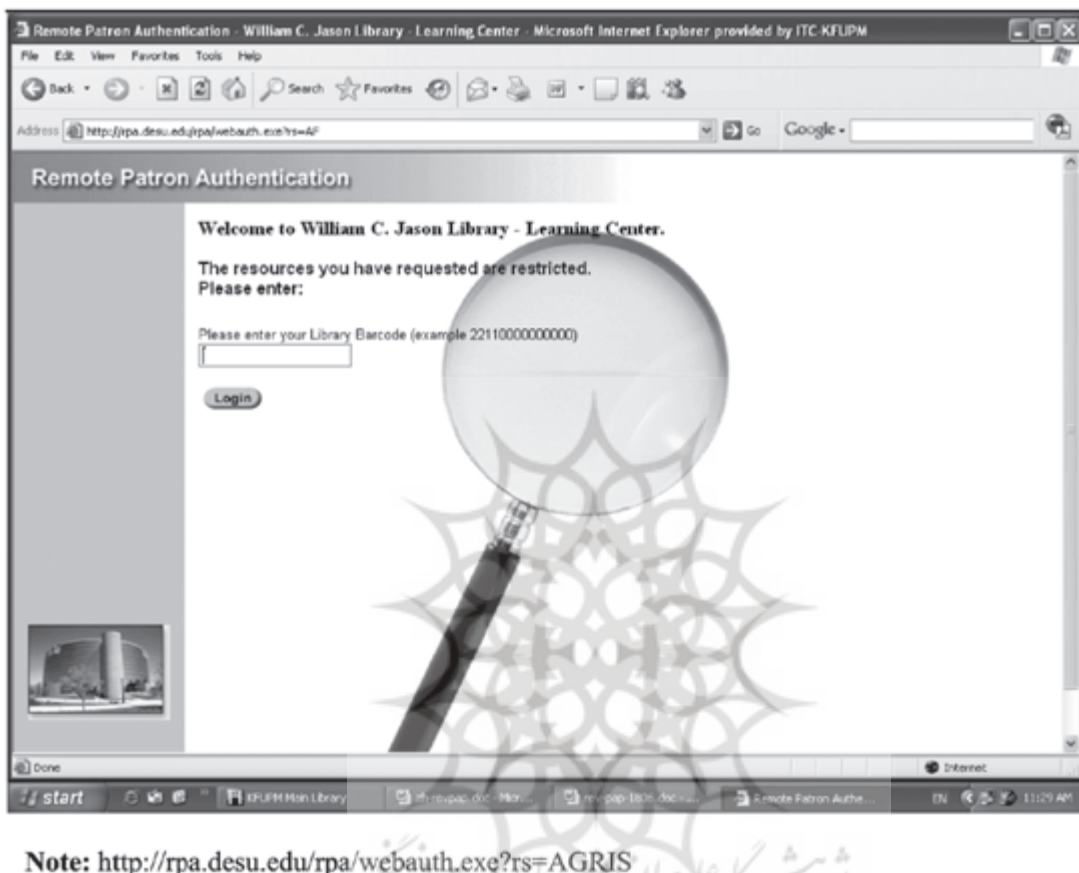 Remote Patron Authentication - William C. Jason Library - Learning Center - Microsoft Internet Explorer provided by ITC-KFUPM
File Edit View Favorites Tools Help
Back Search Favorites
Address http://rpa.desu.edu/rpa/webauth.exe?rs=AF Go Google
Remote Patron Authentication
Welcome to William C. Jason Library - Learning Center.
The resources you have requested are restricted.
Please enter:
Please enter your Library Barcode (example 22110000000000)
Login
Done Internet
start KFUPM Main Library Remote Patron Authe... EN 11:29 AM
Note: http://rpa.desu.edu/rpa/webauth.exe?rs=AGRIS